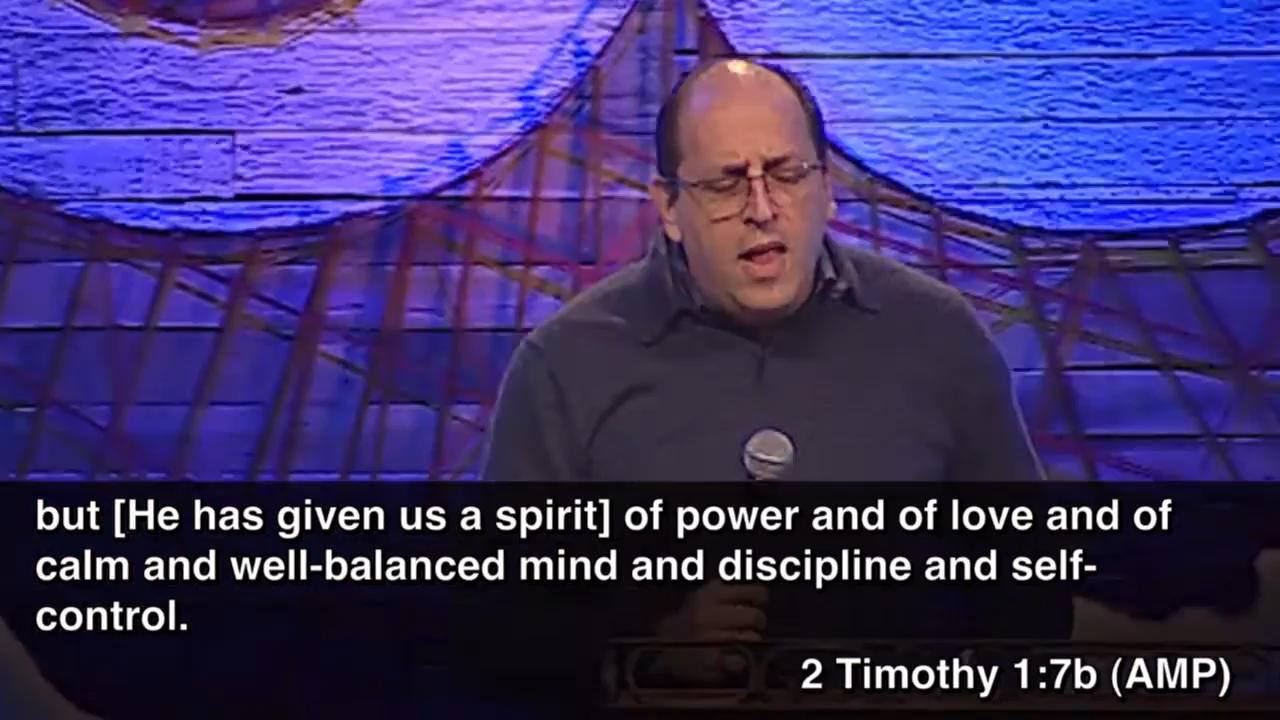 but [He has given us a spirit] of power and of love and of
calm and well-balanced mind and discipline and self-
control.
2 Timothy 1:7b (AMP)